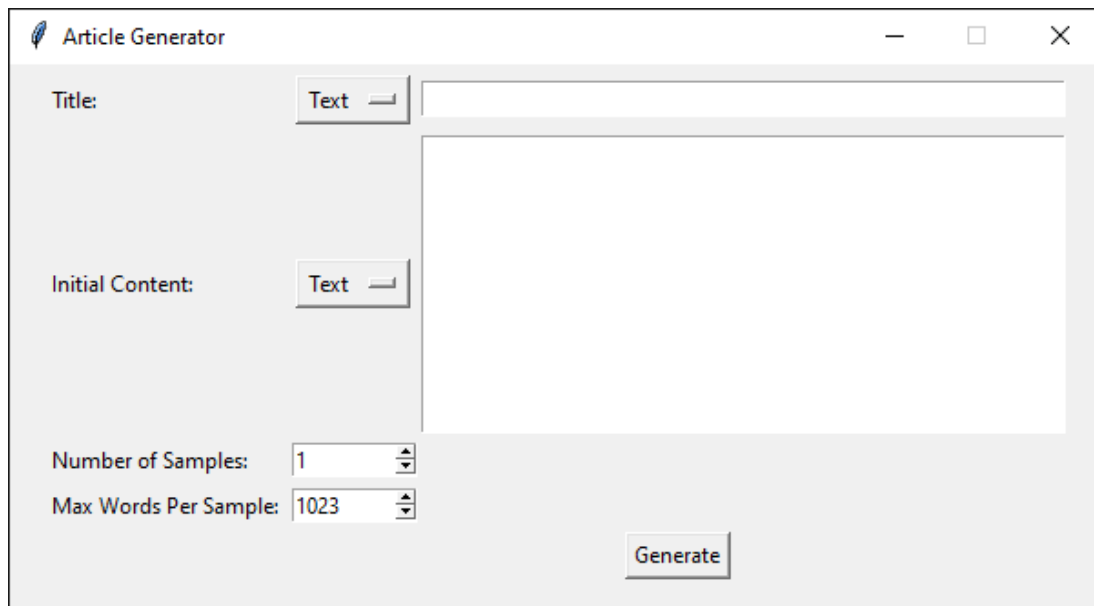 Article Generator
Title: Text
Initial Content: Text
Number of Samples: 1
Max Words Per Sample: 1023
Generate